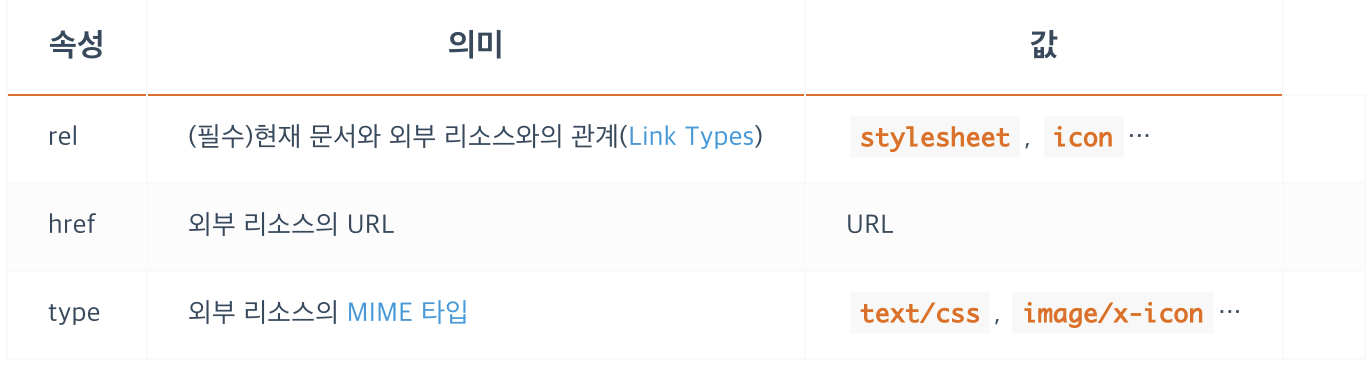 속성 의미 값
rel (필수)현재 문서와 외부 리소스와의 관계(Link Types) stylesheet, icon…
href 외부 리소스의 URL URL
type 외부 리소스의 MIME 타입 text/css, image/x-icon…